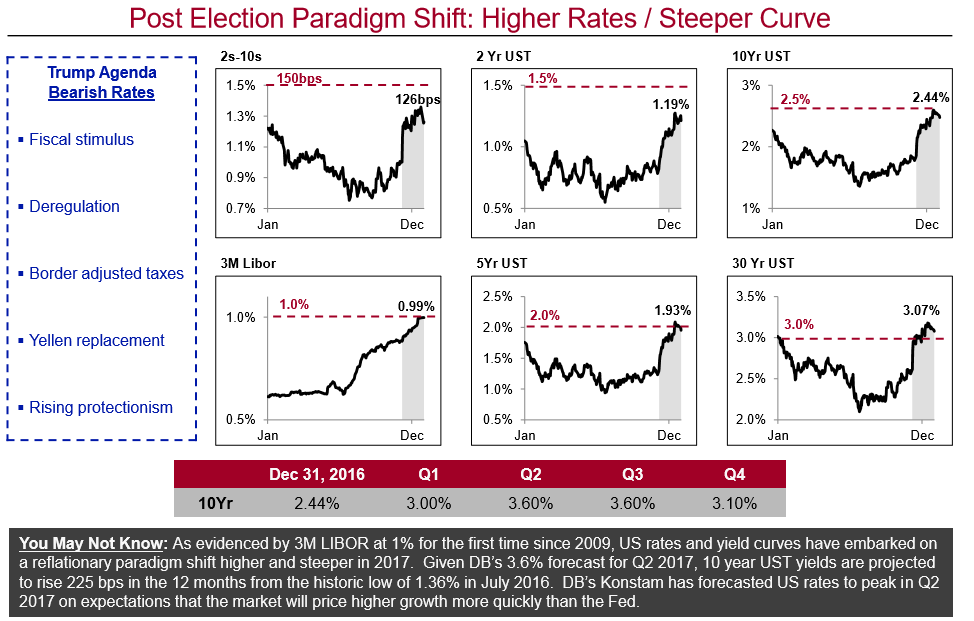 Post Election Paradigm Shift: Higher Rates / Steeper Curve
Trump Agenda
Bearish Rates
▪ Fiscal stimulus
▪ Deregulation
▪ Border adjusted taxes
▪ Yellen replacement
▪ Rising protectionism
2s-10s
1.5%
1.3%
1.1%
0.9%
0.7%
150bps
126bps
Jan Dec
2 Yr UST
1.5%
1.0%
0.5%
1.5%
1.19%
Jan Dec
10Yr UST
3%
2%
1%
2.5%
2.44%
Jan Dec
3M Libor
1.0%
0.5%
1.0%
0.99%
Jan Dec
5Yr UST
2.5%
2.0%
1.5%
1.0%
0.5%
2.0%
1.93%
Jan Dec
30 Yr UST
3.5%
3.0%
2.5%
2.0%
3.0%
3.07%
Jan Dec
Dec 31, 2016 Q1 Q2 Q3 Q4
10Yr 2.44% 3.00% 3.60% 3.60% 3.10%
You May Not Know: As evidenced by 3M LIBOR at 1% for the first time since 2009, US rates and yield curves have embarked on
a reflationary paradigm shift higher and steeper in 2017. Given DB's 3.6% forecast for Q2 2017, 10 year UST yields are projected
to rise 225 bps in the 12 months from the historic low of 1.36% in July 2016. DB's Konstam has forecasted US rates to peak in Q2
2017 on expectations that the market will price higher growth more quickly than the Fed.